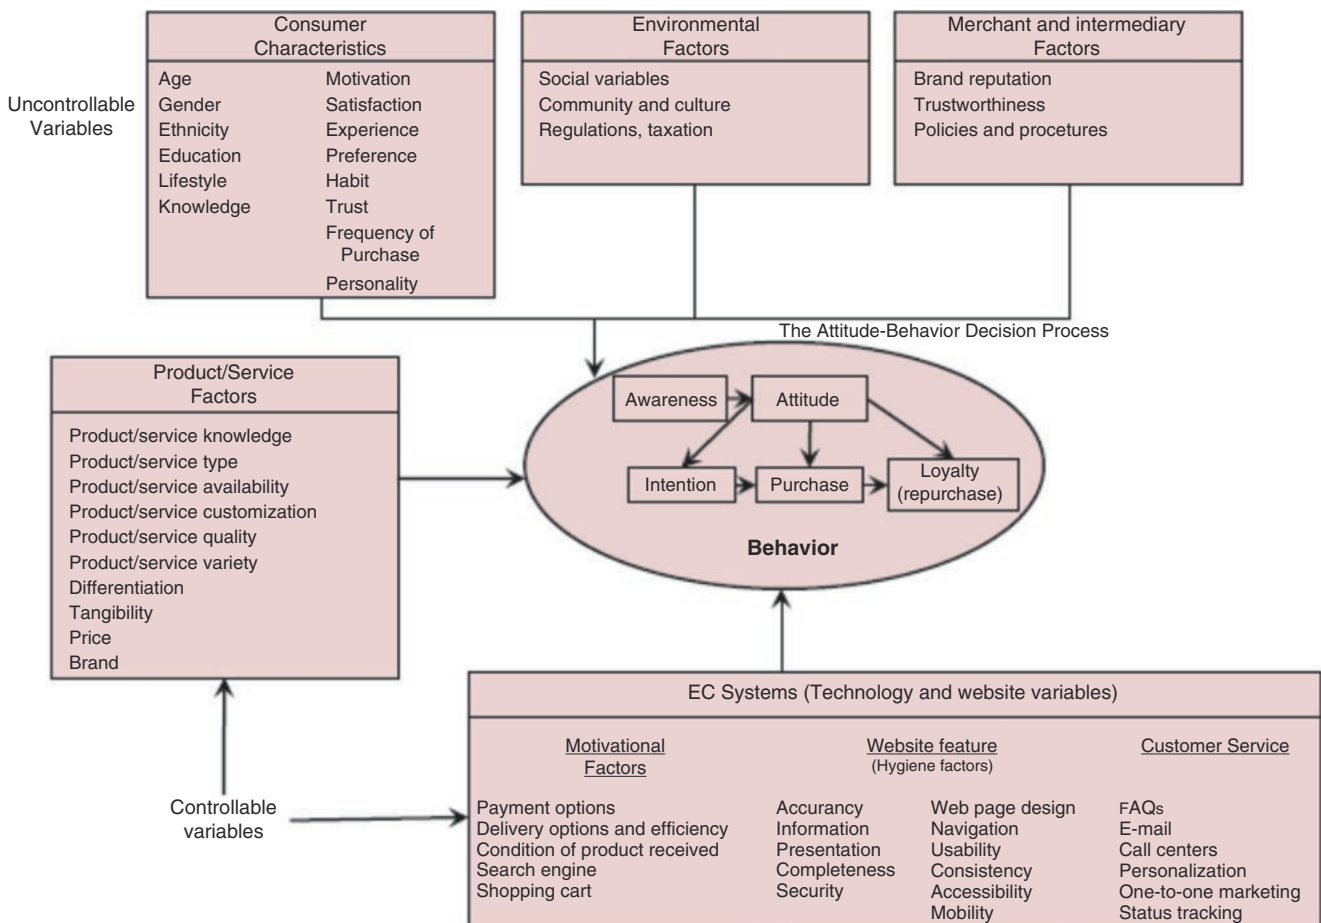 Consumer
Characteristics
Age
Gender
Ethnicity
Education
Lifestyle
Knowledge
Motivation
Satisfaction
Experience
Preference
Habit
Trust
Frequency of
Purchase
Personality
Environmental
Factors
Social variables
Community and culture
Regulations, taxation
Merchant and intermediary
Factors
Brand reputation
Trustworthiness
Policies and procetures
Uncontrollable
Variables
The Attitude-Behavior Decision Process
Product/Service
Factors
Product/service knowledge
Product/service type
Product/service availability
Product/service customization
Product/service quality
Product/service variety
Differentiation
Tangibility
Price
Brand
Awareness
Attitude
Intention
Purchase
Loyalty
(repurchase)
Behavior
Controllable
variables
EC Systems (Technology and website variables)
Motivational
Factors
Payment options
Delivery options and efficiency
Condition of product received
Search engine
Shopping cart
Website feature
(Hygiene factors)
Accurancy
Information
Presentation
Completeness
Security
Web page design
Navigation
Usability
Consistency
Accessibility
Mobility
Customer Service
FAQs
E-mail
Call centers
Personalization
One-to-one marketing
Status tracking